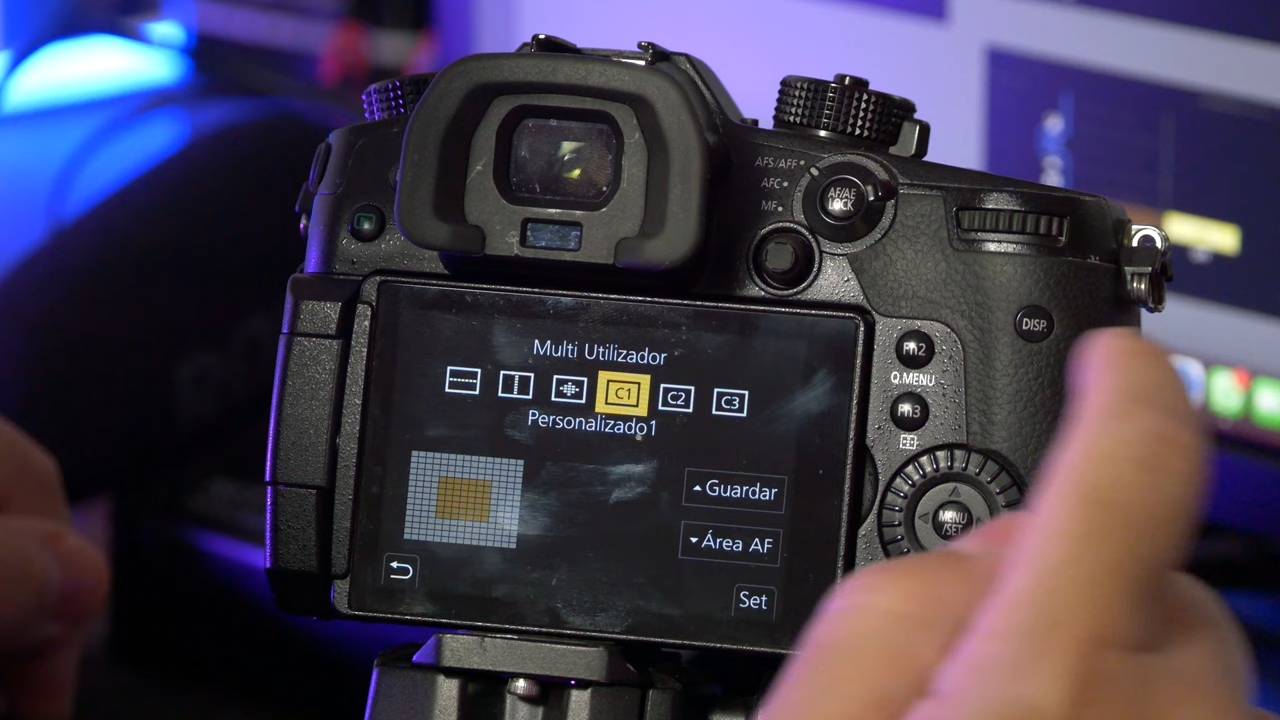 AFS/AFF
AFC
MF
AF/AE
LOCK
DISP.
Fn2
Q.MENU
Fn3
MENU
/SET
Multi Utilizador
C1 C2 C3
Personalizado1
Guardar
Área AF
Set